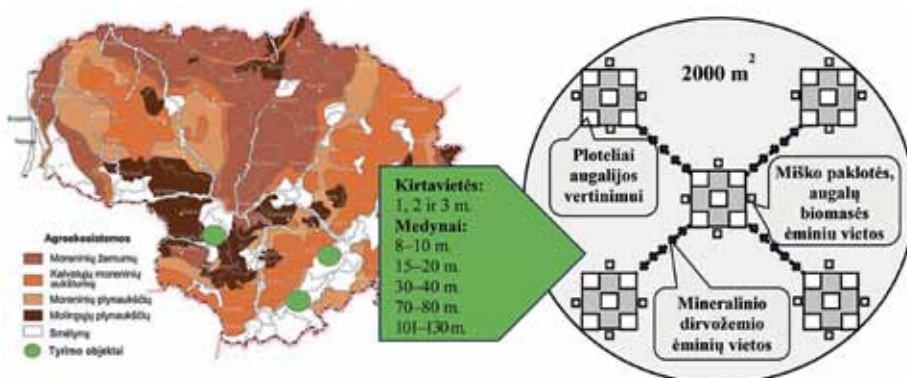 Agroekosistemos
Moreninių žemumų
Kalvotųjų moreninių
aukštumų
Moreninių plynaukščių
Molingųjų plynaukščių
Smėlynų
Tyrimo objektai
Kirtavietės:
1, 2 ir 3 m.
Medynai:
8–10 m.
15–20 m.
30–40 m.
70–80 m.
101–130 m.
2000 m²
Ploteliai
augalijos
vertinimui
Miško paklotės,
augalų
biomasės
ėminių vietos
Mineralinio
dirvožemio
ėminių vietos